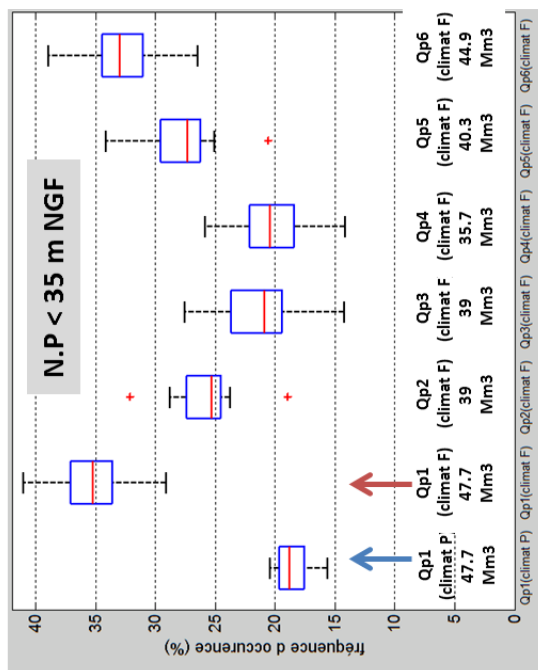 N.P < 35 m NGF
fréquence d occurence (%)
40
35
30
25
20
15
10
5
0
Qp1
(climat P)
47.7
Mm3
Qp1
(climat F)
47.7
Mm3
Qp2
(climat F)
39
Mm3
Qp3
(climat F
39
Mm3
Qp4
(climat F)
35.7
Mm3
Qp5
(climat F)
40.3
Mm3
Qp6
(climat F)
44.9
Mm3
Qp1(climat P)
Qp1(climat F)
Qp2(climat F)
Qp3(climat F)
Qp4(climat F)
Qp5(climat F)
Qp6(climat F)